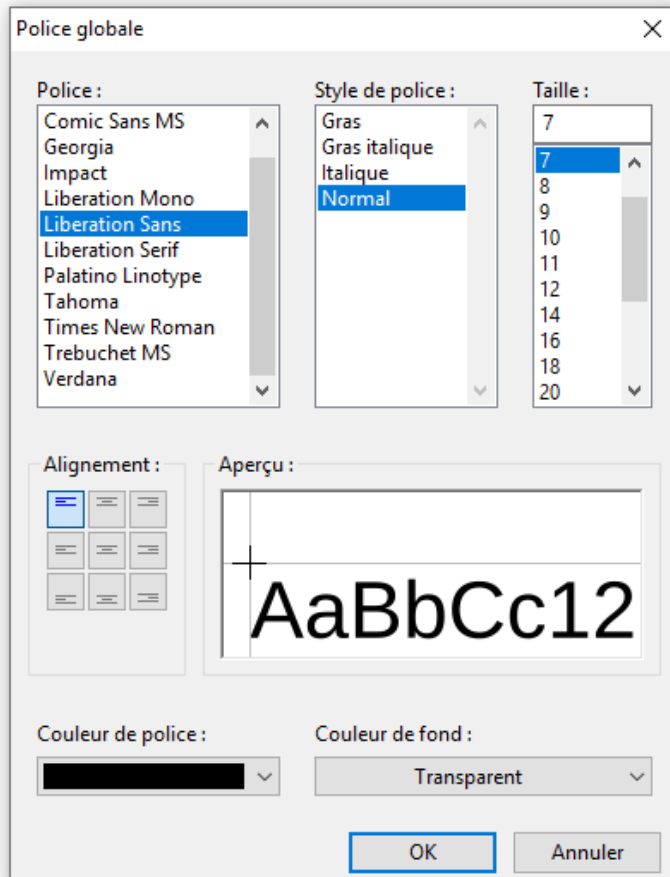 Police globale
Police :
Comic Sans MS
Georgia
Impact
Liberation Mono
Liberation Sans
Liberation Serif
Palatino Linotype
Tahoma
Times New Roman
Trebuchet MS
Verdana
Style de police :
Gras
Gras italique
Italique
Normal
Taille :
7
7
8
9
10
11
12
14
16
18
20
Alignement :
Aperçu :
AaBbCc12
Couleur de police :
Couleur de fond :
Transparent
OK
Annuler